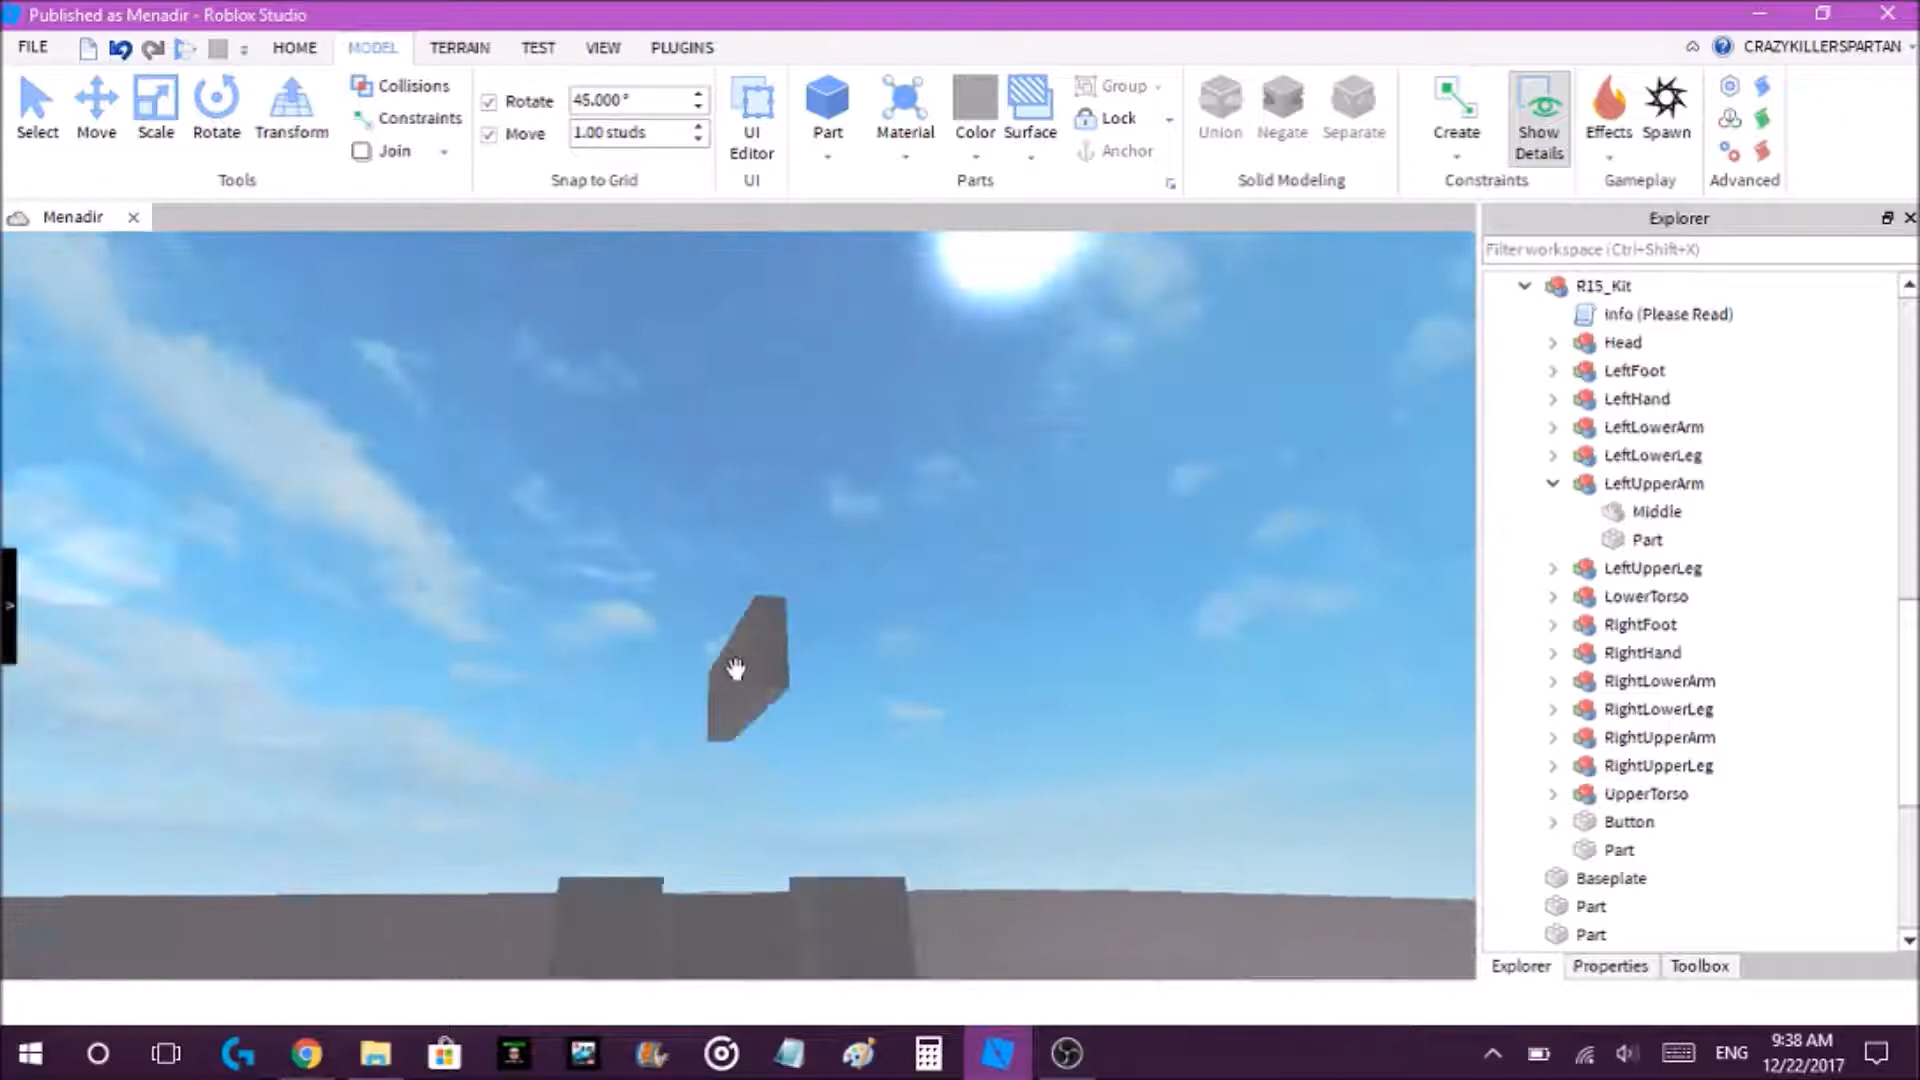 Published as Menadir - Roblox Studio
FILE HOME MODEL TERRAIN TEST VIEW PLUGINS CRAZYKILLERSPARTAN
Select Move Scale Rotate Transform
Collisions
Constraints
Join
Tools
Rotate 45.000 °
Move 1.00 studs
Snap to Grid
UI
Editor
UI
Part Material Color Surface
Group
Lock
Anchor
Parts
Union Negate Separate
Solid Modeling
Create
Show
Details
Constraints
Effects Spawn
Gameplay
Advanced
Menadir
Explorer
Filter workspace (Ctrl+Shift+X)
R15_Kit
Info (Please Read)
Head
LeftFoot
LeftHand
LeftLowerArm
LeftLowerLeg
LeftUpperArm
Middle
Part
LeftUpperLeg
LowerTorso
RightFoot
RightHand
RightLowerArm
RightLowerLeg
RightUpperArm
RightUpperLeg
UpperTorso
Button
Part
Baseplate
Part
Part
Explorer Properties Toolbox
ENG
9:38 AM
12/22/2017